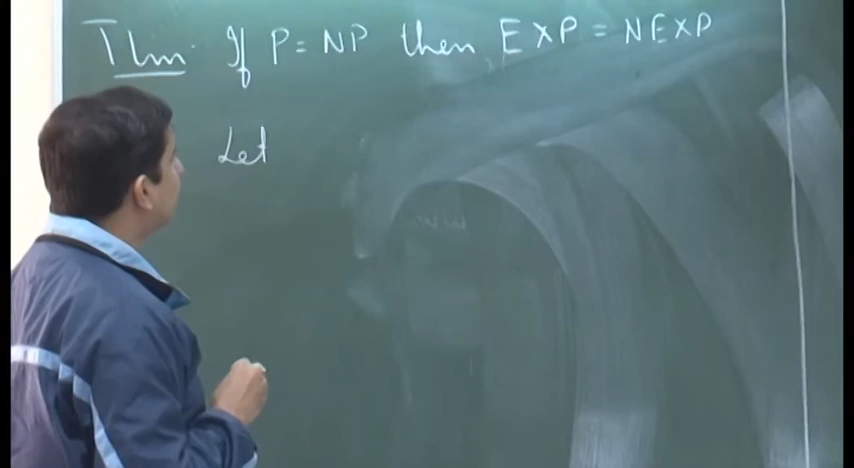 Thm. If P = NP then EXP = NEXP
Let